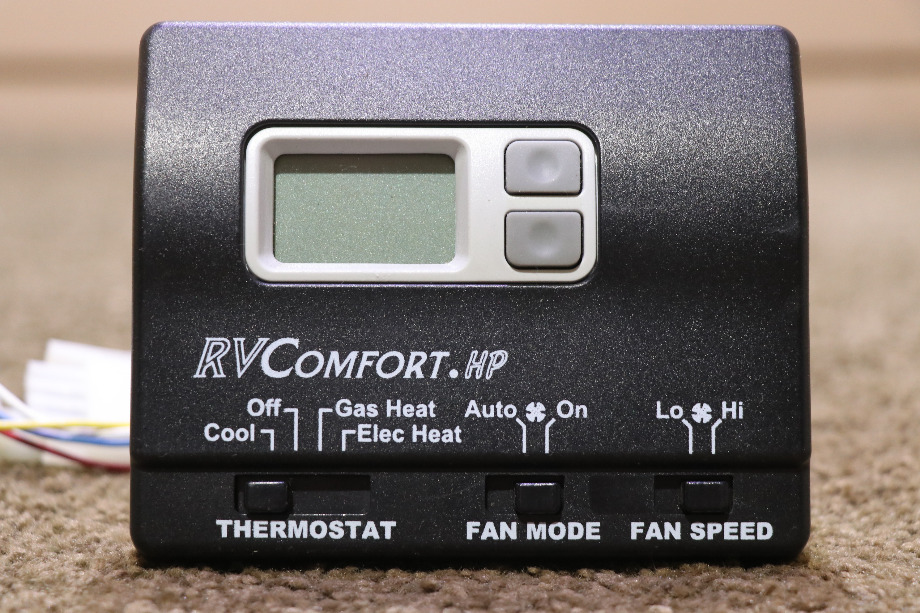 RVComfort.HP
Off Gas Heat Auto On Lo Hi
Cool Elec Heat
THERMOSTAT FAN MODE FAN SPEED